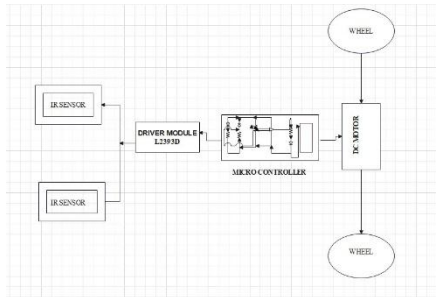 WHEEL
IR SENSOR
DRIVER MODULE
L2393D
DC MOTOR
MICRO CONTROLLER
IR SENSOR
WHEEL